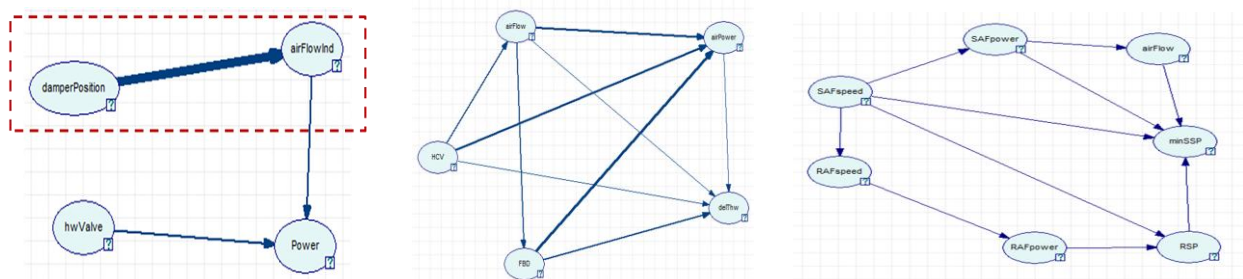 airFlowInd
?
damperPosition
?
hwValve
?
Power
?
airFlow
?
airPower
?
HCV
?
delThw
?
FBD
?
SAFpower
?
airFlow
?
SAFspeed
?
minSSP
?
RAFspeed
?
RAFpower
?
RSP
?